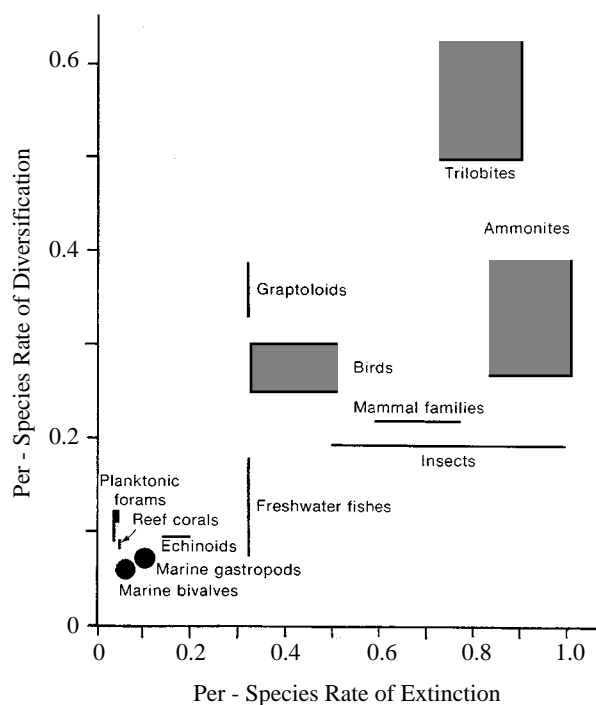 Per - Species Rate of Diversification
0.6
0.4
0.2
0
Trilobites
Ammonites
Graptoloids
Birds
Mammal families
Insects
Planktonic
forams
Reef corals
Freshwater fishes
Echinoids
Marine gastropods
Marine bivalves
0 0.2 0.4 0.6 0.8 1.0
Per - Species Rate of Extinction